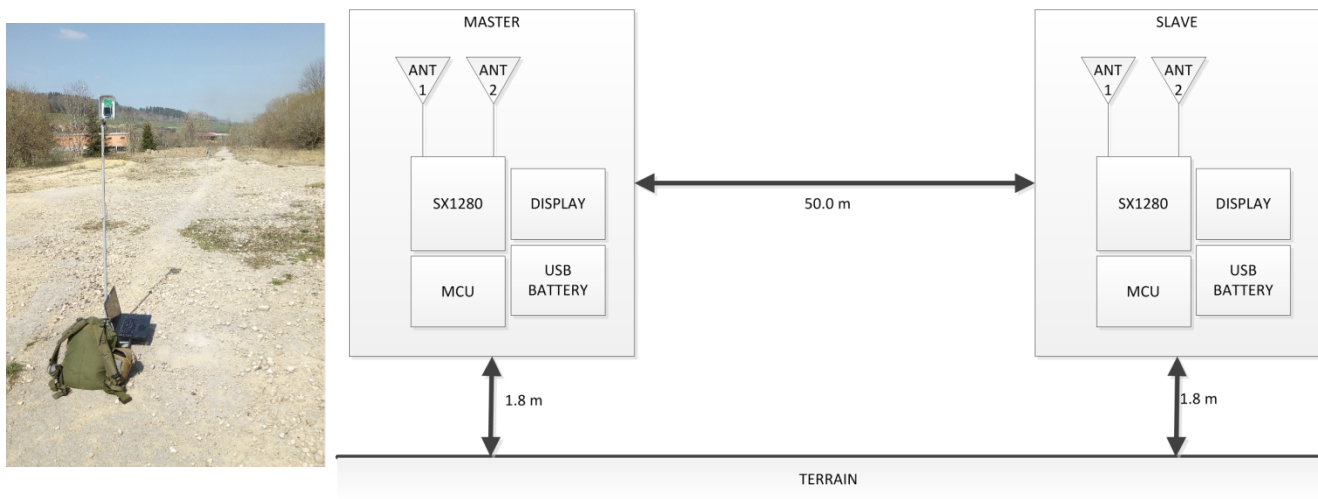 MASTER
ANT
1
ANT
2
SX1280
DISPLAY
MCU
USB
BATTERY
50.0 m
SLAVE
ANT
1
ANT
2
SX1280
DISPLAY
MCU
USB
BATTERY
1.8 m
1.8 m
TERRAIN